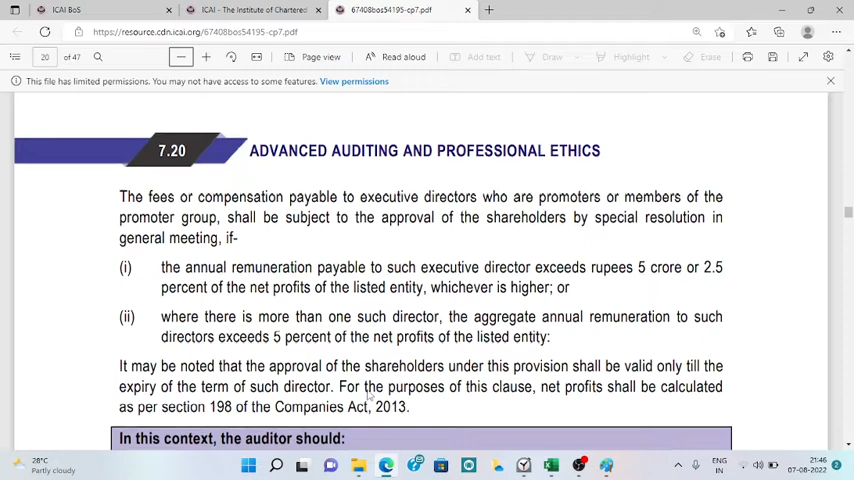 ICAI BoS
ICAI - The Institute of Chartered
67408bos54195-cp7.pdf
https://resource.cdn.icai.org/67408bos54195-cp7.pdf
20 of 47
Page view
Read aloud
Add text
Draw
Highlight
Erase
This file has limited permissions. You may not have access to some features. View permissions
7.20 ADVANCED AUDITING AND PROFESSIONAL ETHICS
The fees or compensation payable to executive directors who are promoters or members of the
promoter group, shall be subject to the approval of the shareholders by special resolution in
general meeting, if-
(i) the annual remuneration payable to such executive director exceeds rupees 5 crore or 2.5
percent of the net profits of the listed entity, whichever is higher; or
(ii) where there is more than one such director, the aggregate annual remuneration to such
directors exceeds 5 percent of the net profits of the listed entity:
It may be noted that the approval of the shareholders under this provision shall be valid only till the
expiry of the term of such director. For the purposes of this clause, net profits shall be calculated
as per section 198 of the Companies Act, 2013.
In this context, the auditor should:
28°C
Partly cloudy
ENG
IN
21:46
07-08-2022
2